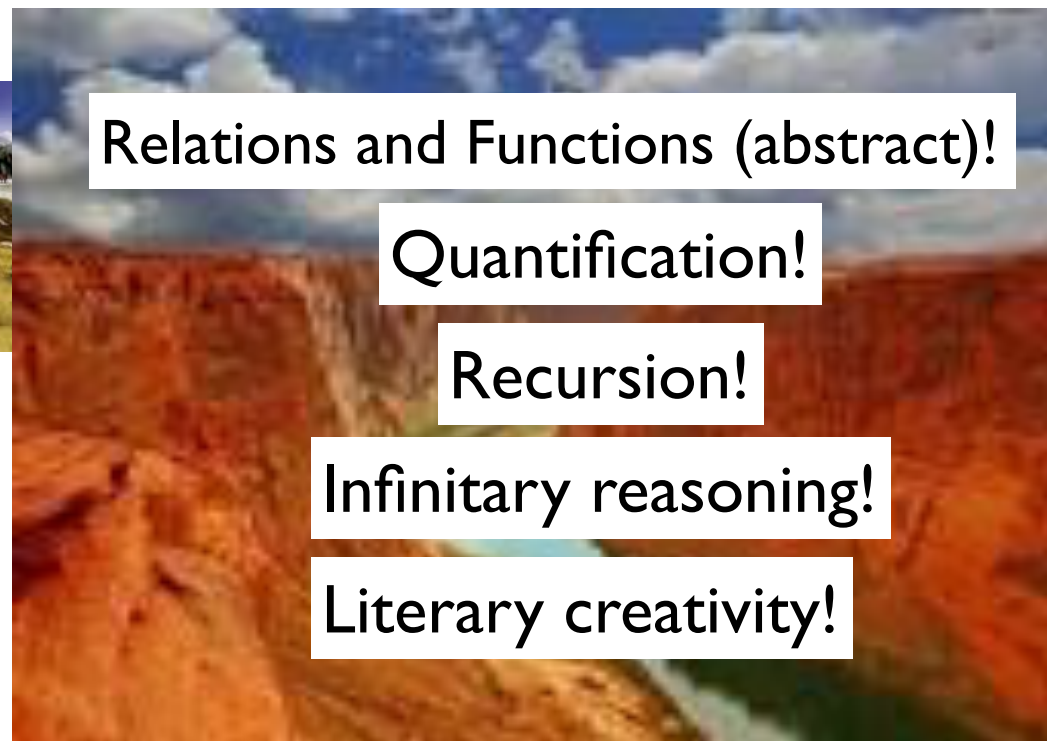 Relations and Functions (abstract)!
Quantification!
Recursion!
Infinitary reasoning!
Literary creativity!